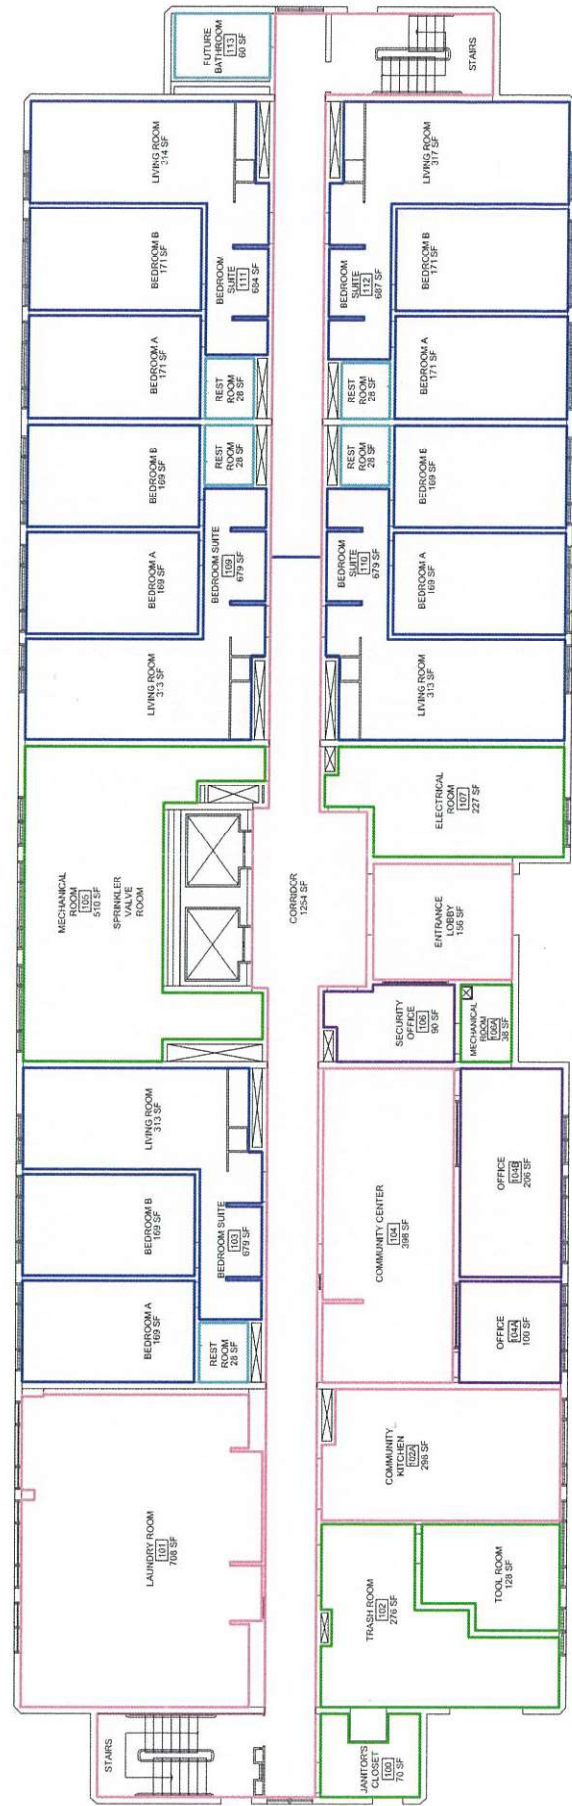 FUTURE
BATHROOM
113
60 SF
STAIRS
LIVING ROOM
314 SF
LIVING ROOM
317 SF
BEDROOM B
171 SF
BEDROOM
SUITE
111
684 SF
BEDROOM
SUITE
112
687 SF
BEDROOM B
171 SF
BEDROOM A
171 SF
REST
ROOM
28 SF
REST
ROOM
28 SF
BEDROOM A
171 SF
BEDROOM B
169 SF
REST
ROOM
28 SF
REST
ROOM
28 SF
BEDROOM B
169 SF
BEDROOM A
169 SF
BEDROOM SUITE
109
679 SF
BEDROOM
SUITE
110
679 SF
BEDROOM A
169 SF
LIVING ROOM
313 SF
LIVING ROOM
313 SF
MECHANICAL
ROOM
105
510 SF
SPRINKLER
VALVE
ROOM
CORRIDOR
1254 SF
ELECTRICAL
ROOM
107
227 SF
ENTRANCE
LOBBY
156 SF
SECURITY
OFFICE
106
90 SF
MECHANICAL
ROOM
106A
38 SF
LIVING ROOM
313 SF
BEDROOM B
169 SF
BEDROOM SUITE
103
679 SF
BEDROOM A
169 SF
REST
ROOM
28 SF
COMMUNITY CENTER
104
398 SF
OFFICE
104B
206 SF
OFFICE
104A
100 SF
LAUNDRY ROOM
101
708 SF
COMMUNITY
KITCHEN
102A
298 SF
TRASH ROOM
102
276 SF
TOOL ROOM
128 SF
STAIRS
JANITOR'S
CLOSET
100
70 SF